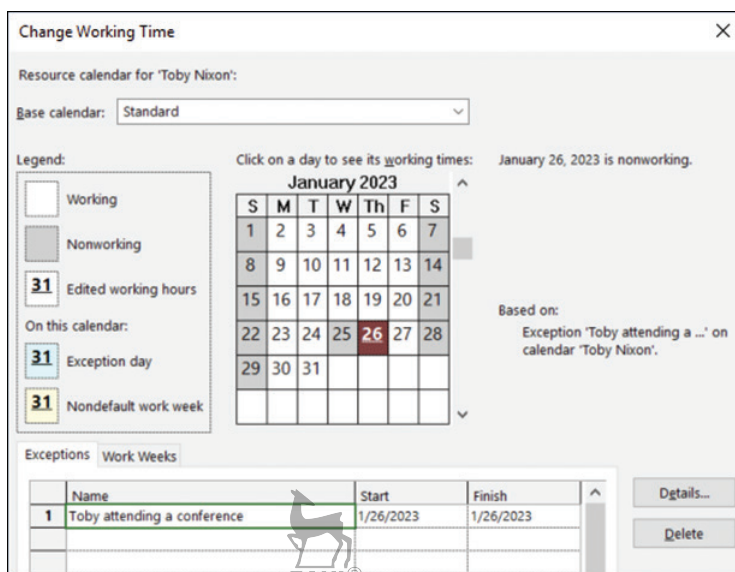 Change Working Time
Resource calendar for 'Toby Nixon':
Base calendar: Standard
Legend:
Working
Nonworking
31 Edited working hours
On this calendar:
31 Exception day
31 Nondefault work week
Click on a day to see its working times:
January 2023
S M T W Th F S
1 2 3 4 5 6 7
8 9 10 11 12 13 14
15 16 17 18 19 20 21
22 23 24 25 26 27 28
29 30 31
January 26, 2023 is nonworking.
Based on:
Exception 'Toby attending a ...' on
calendar 'Toby Nixon'.
Exceptions Work Weeks
Name Start Finish
1 Toby attending a conference 1/26/2023 1/26/2023
Details...
Delete